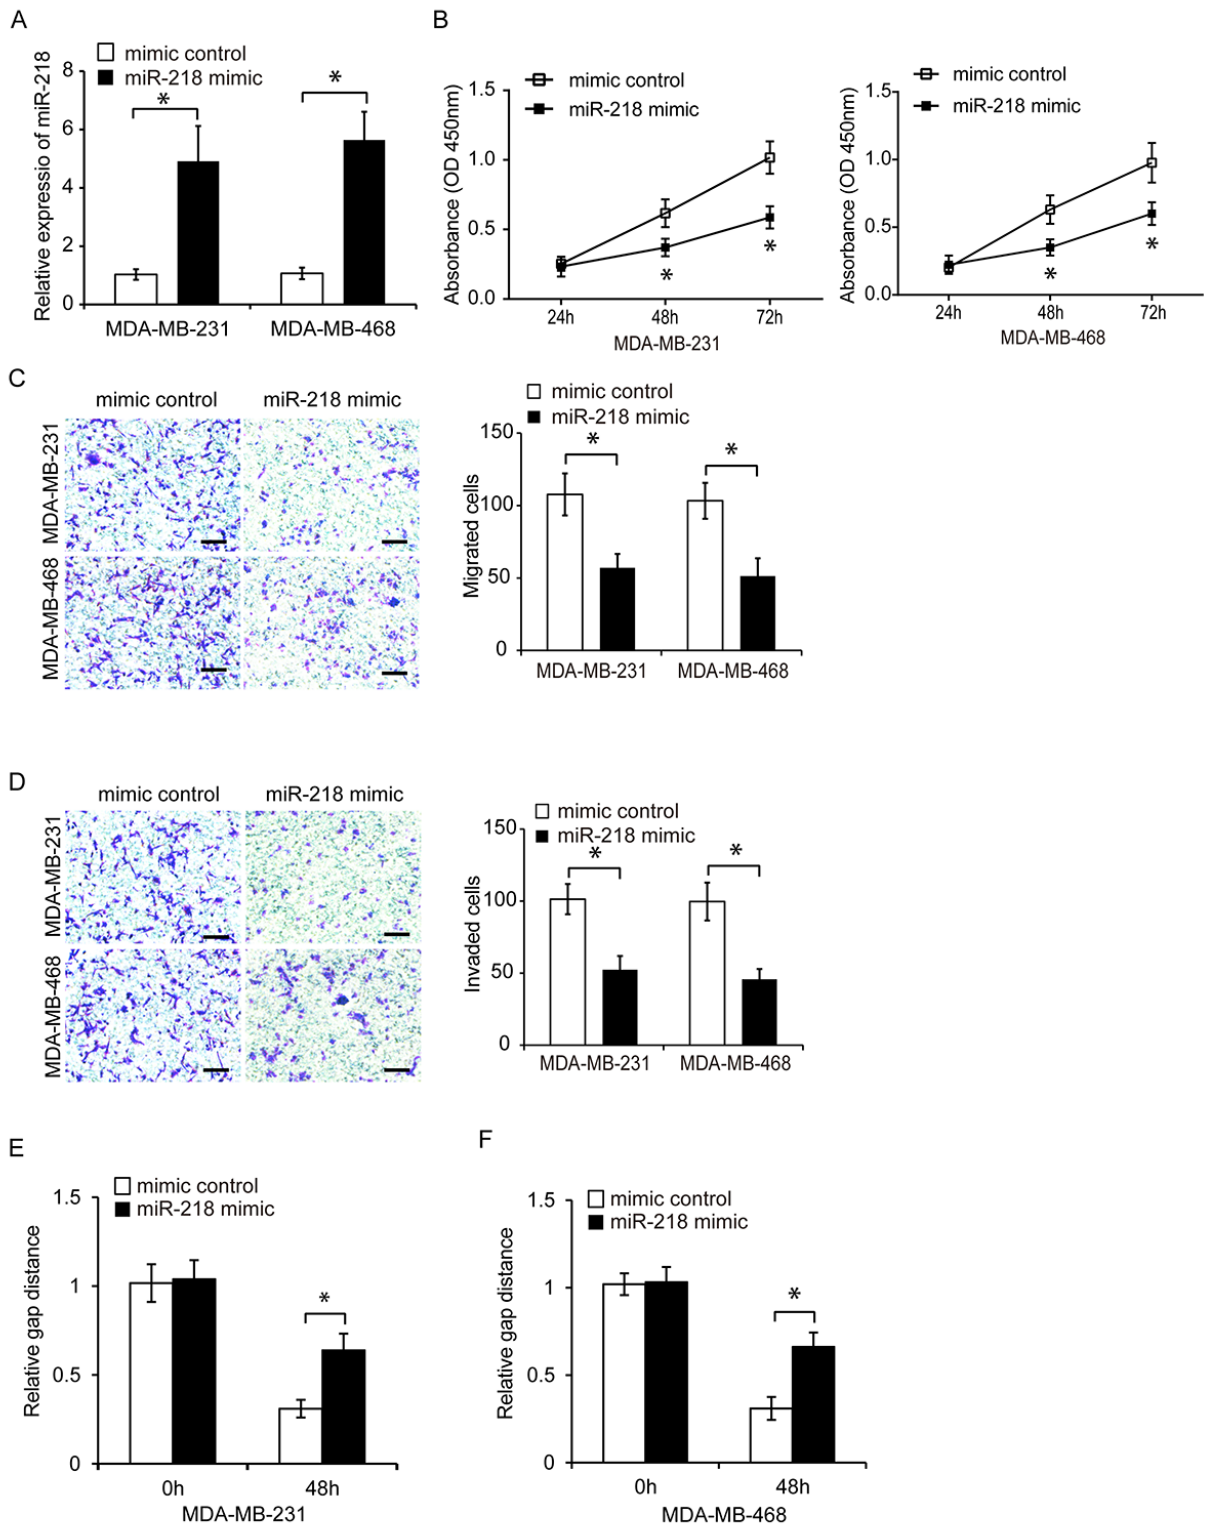 A
mimic control
miR-218 mimic
Relative expressio of miR-218
8
6
4
2
0
*
*
MDA-MB-231
MDA-MB-468
B
mimic control
miR-218 mimic
Absorbance (OD 450nm)
1.5
1.0
0.5
0.0
*
*
24h
48h
72h
MDA-MB-231
mimic control
miR-218 mimic
Absorbance (OD 450nm)
1.5
1.0
0.5
0.0
*
*
24h
48h
72h
MDA-MB-468
C
mimic control
miR-218 mimic
MDA-MB-231
MDA-MB-468
mimic control
miR-218 mimic
Migrated cells
150
100
50
0
*
*
MDA-MB-231
MDA-MB-468
D
mimic control
miR-218 mimic
MDA-MB-231
MDA-MB-468
mimic control
miR-218 mimic
Invaded cells
150
100
50
0
*
*
MDA-MB-231
MDA-MB-468
E
mimic control
miR-218 mimic
Relative gap distance
1.5
1
0.5
0
*
0h
48h
MDA-MB-231
F
mimic control
miR-218 mimic
Relative gap distance
1.5
1
0.5
0
*
0h
48h
MDA-MB-468